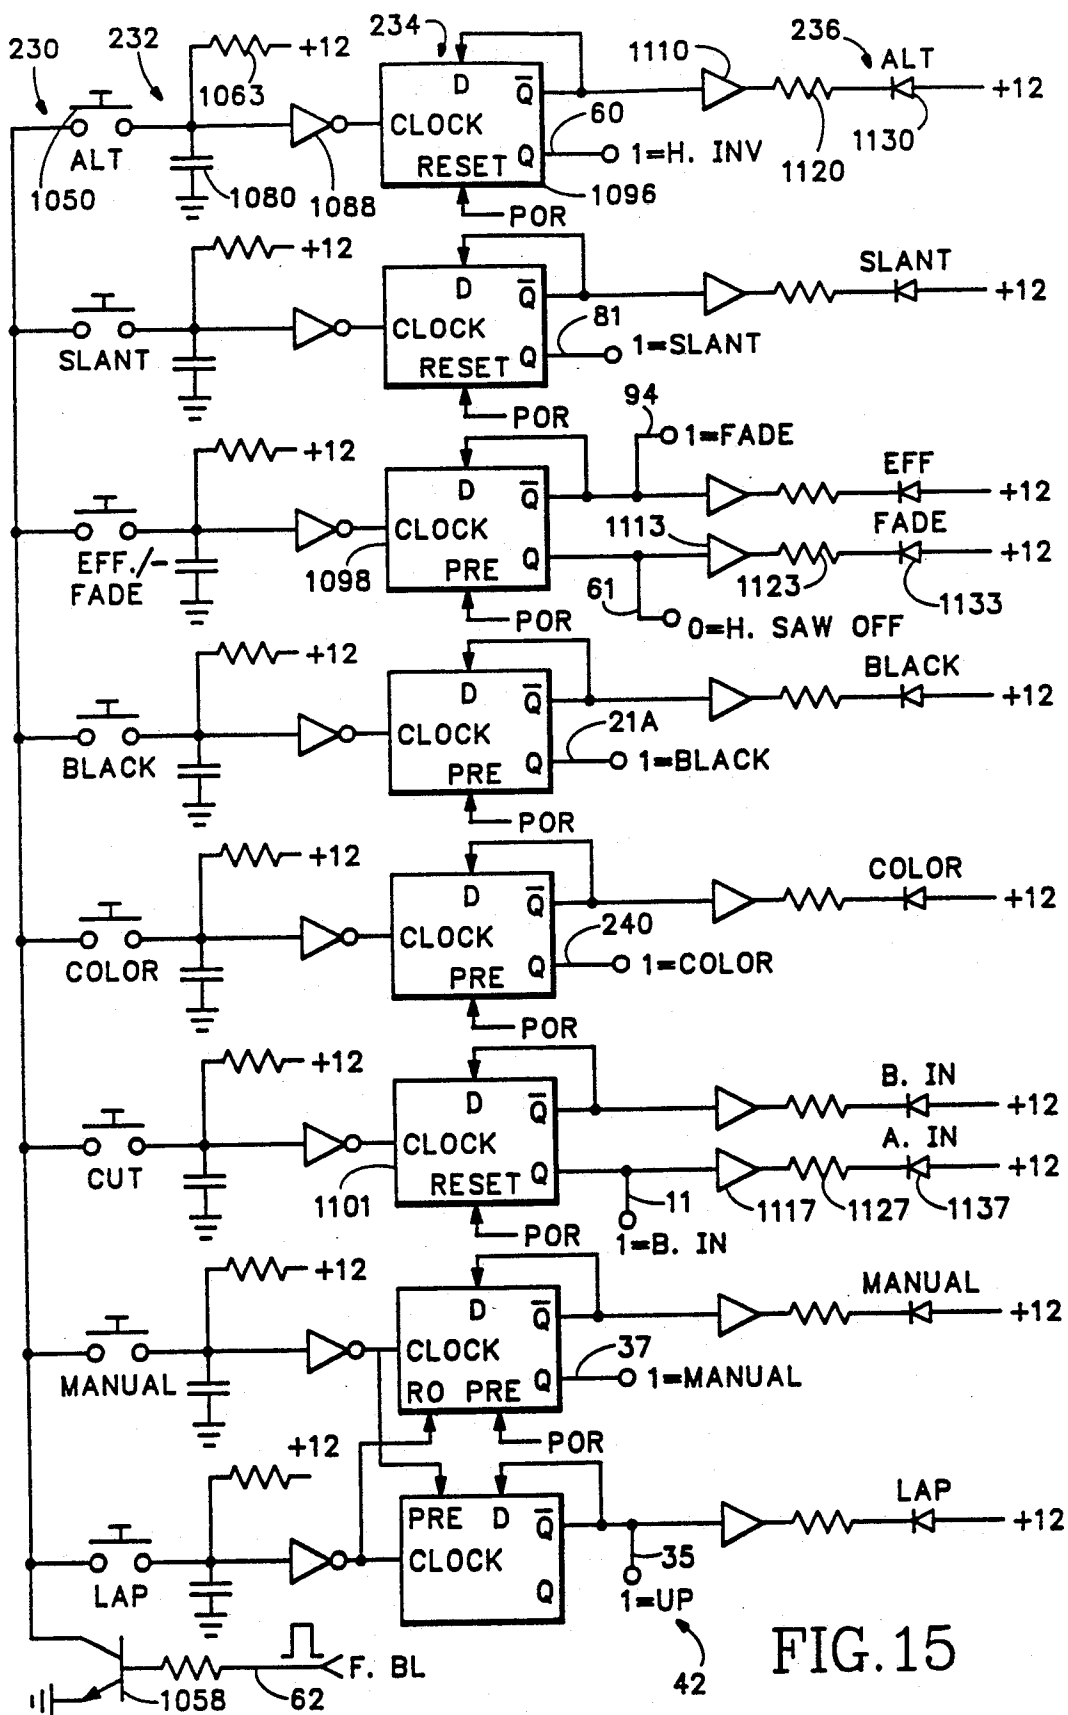 230 232 +12 234 1110 236 ALT
1063 D Q̅ +12
CLOCK 60
ALT RESET Q 1=H. INV 1120 1130
1050 1080 1088 1096
POR
+12
D Q̅ SLANT +12
CLOCK 81
SLANT RESET Q 1=SLANT
POR 94
+12 1=FADE
D Q̅ EFF +12
CLOCK 1113 FADE
EFF./- 1098 PRE Q 1123 +12
FADE 61 1133
POR 0=H. SAW OFF
+12
D Q̅ BLACK +12
CLOCK 21A
BLACK PRE Q 1=BLACK
POR
+12
D Q̅ COLOR +12
CLOCK 240
COLOR PRE Q 1=COLOR
POR
+12
D Q̅ B. IN +12
CLOCK A. IN
CUT RESET Q +12
1101 11 1117 1127 1137
POR 1=B. IN
+12
D Q̅ MANUAL +12
CLOCK 37
MANUAL RO PRE Q 1=MANUAL
POR
+12
PRE D Q̅ LAP +12
CLOCK 35
LAP Q 1=UP
F. BL 42
1058 62
FIG. 15